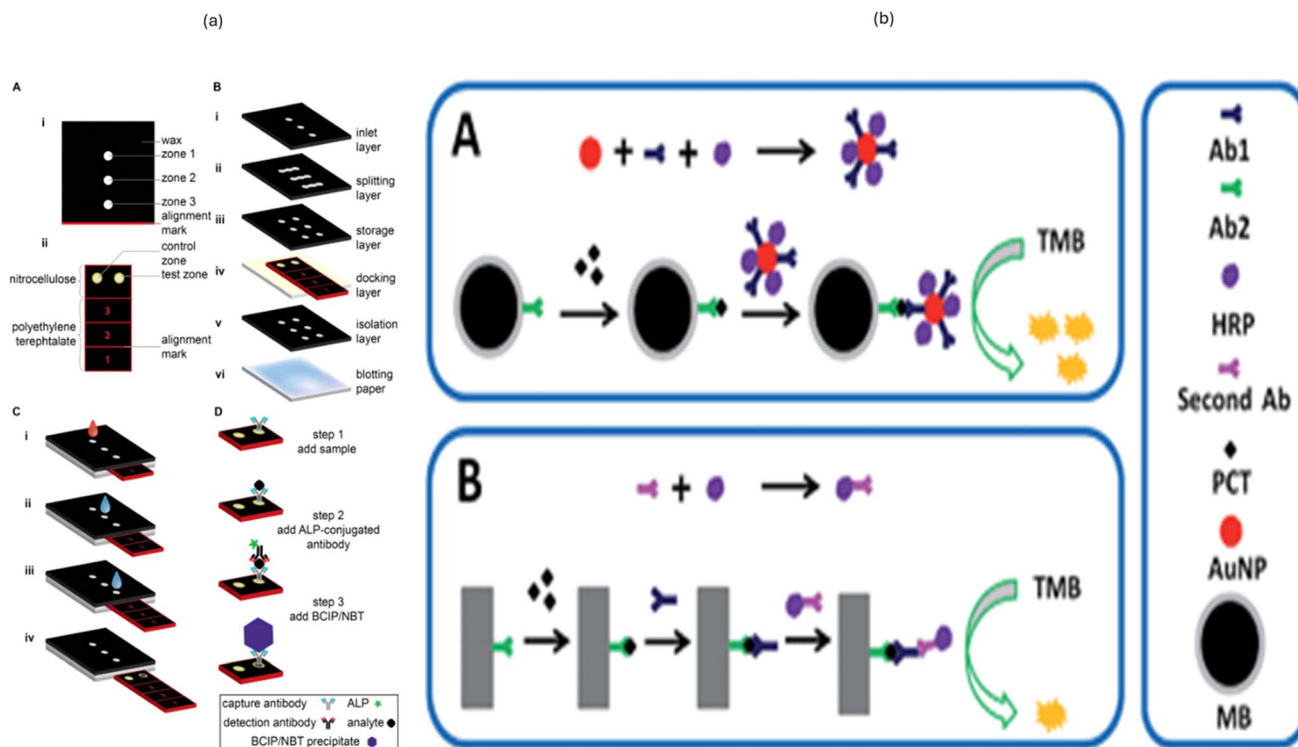 (a)
(b)
A
i
wax
zone 1
zone 2
zone 3
alignment
mark
ii
control
zone
nitrocellulose
test zone
3
polyethylene
terephtalate
2
alignment
mark
1
B
i
inlet
layer
ii
splitting
layer
iii
storage
layer
iv
docking
layer
v
isolation
layer
vi
blotting
paper
C
i
ii
iii
iv
D
step 1
add sample
step 2
add ALP-conjugated
antibody
step 3
add BCIP/NBT
capture antibody
ALP
detection antibody
analyte
BCIP/NBT precipitate
A
+
+
TMB
B
+
TMB
Ab1
Ab2
HRP
Second Ab
PCT
AuNP
MB